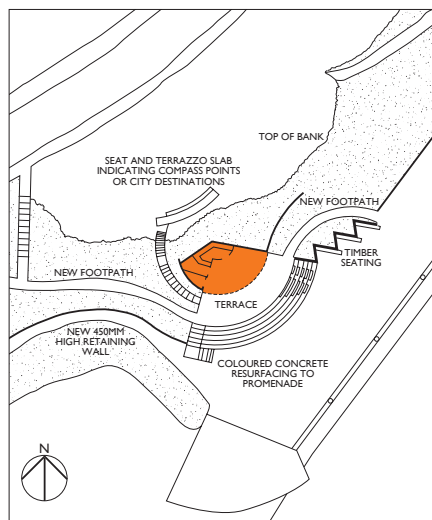 TOP OF BANK
SEAT AND TERRAZZO SLAB
INDICATING COMPASS POINTS
OR CITY DESTINATIONS
NEW FOOTPATH
TIMBER
SEATING
NEW FOOTPATH
TERRACE
NEW 450MM
HIGH RETAINING
WALL
COLOURED CONCRETE
RESURFACING TO
PROMENADE
N